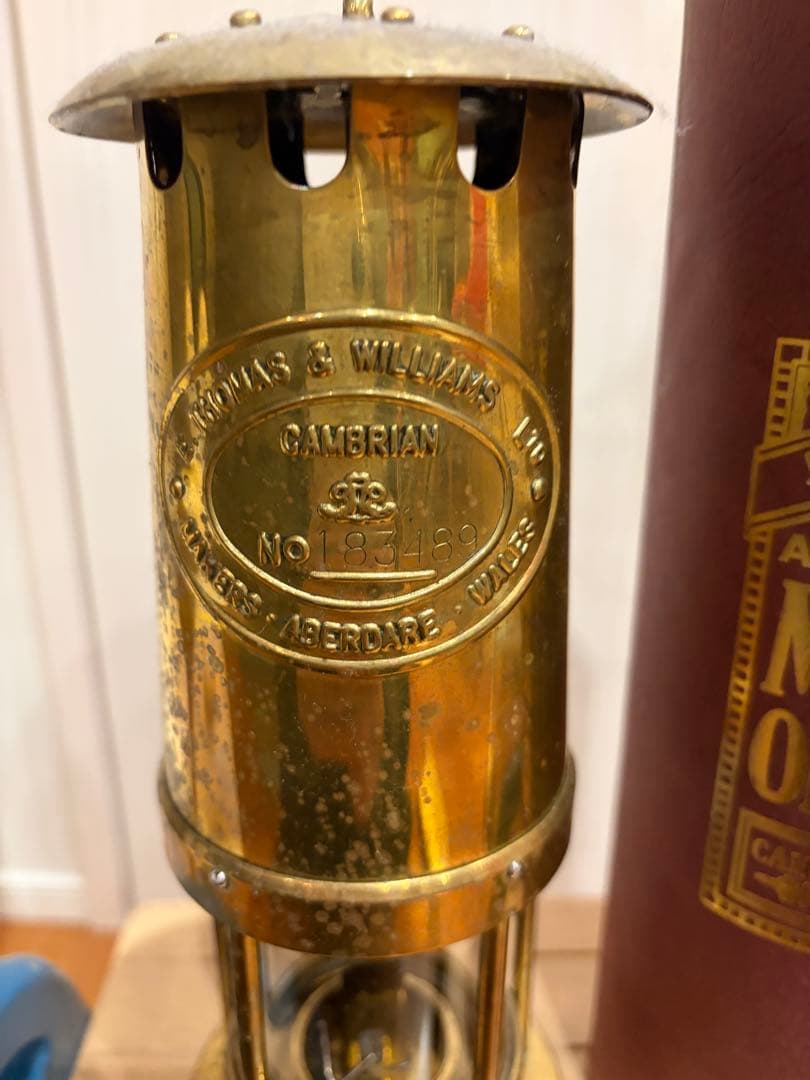 E. THOMAS & WILLIAMS LTD
CAMBRIAN
No 183489
MAKERS · ABERDARE · WALES